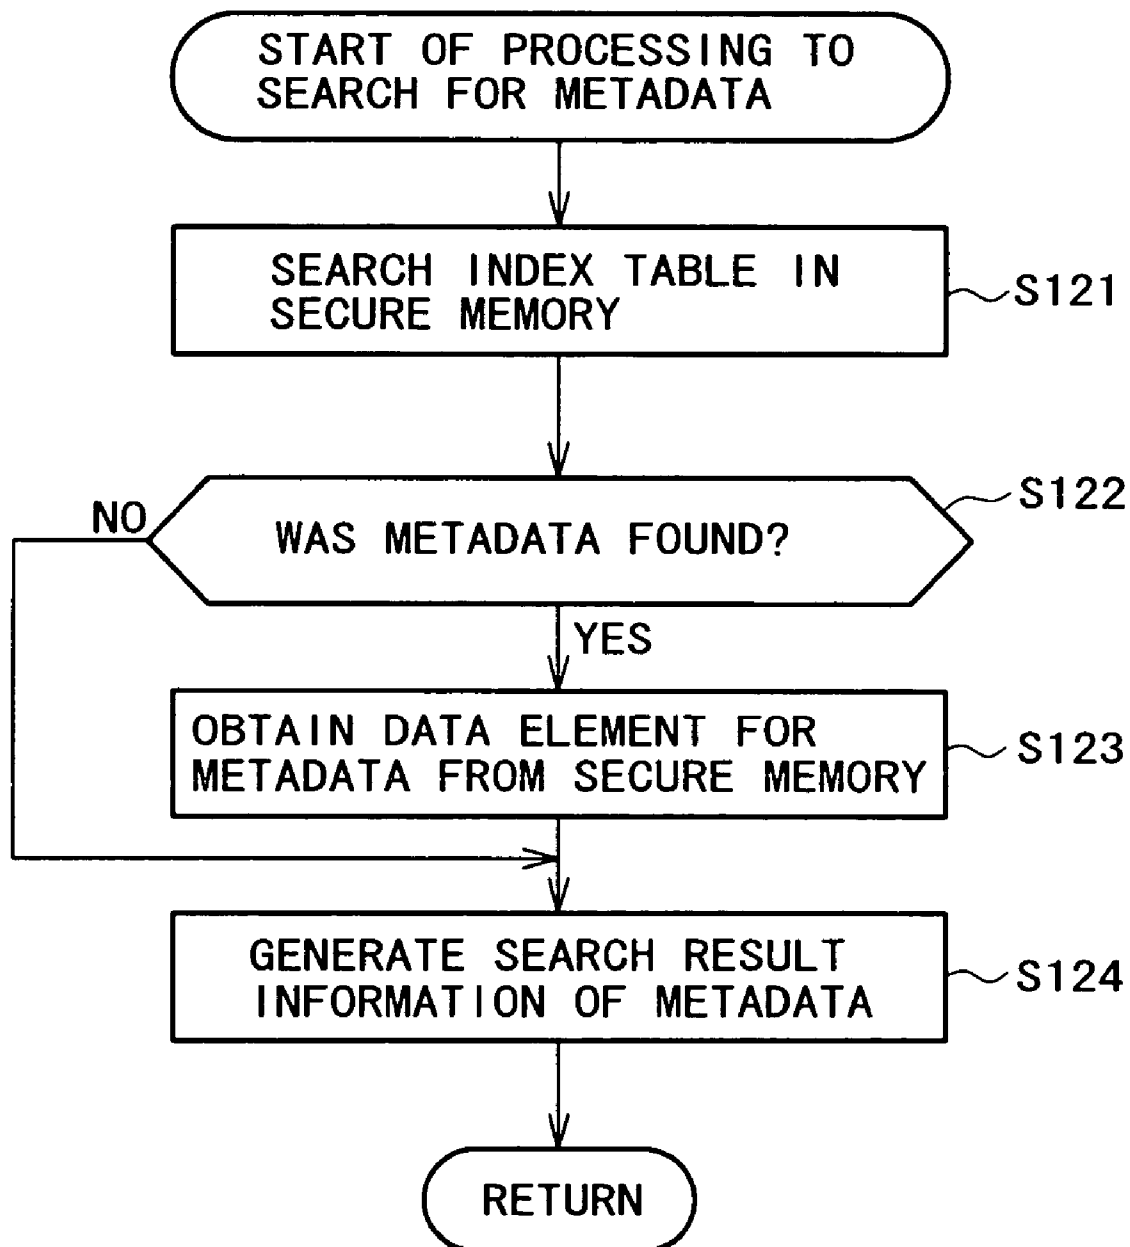 START OF PROCESSING TO
SEARCH FOR METADATA
SEARCH INDEX TABLE IN
SECURE MEMORY
S121
S122
NO
WAS METADATA FOUND?
YES
OBTAIN DATA ELEMENT FOR
METADATA FROM SECURE MEMORY
S123
GENERATE SEARCH RESULT
INFORMATION OF METADATA
S124
RETURN